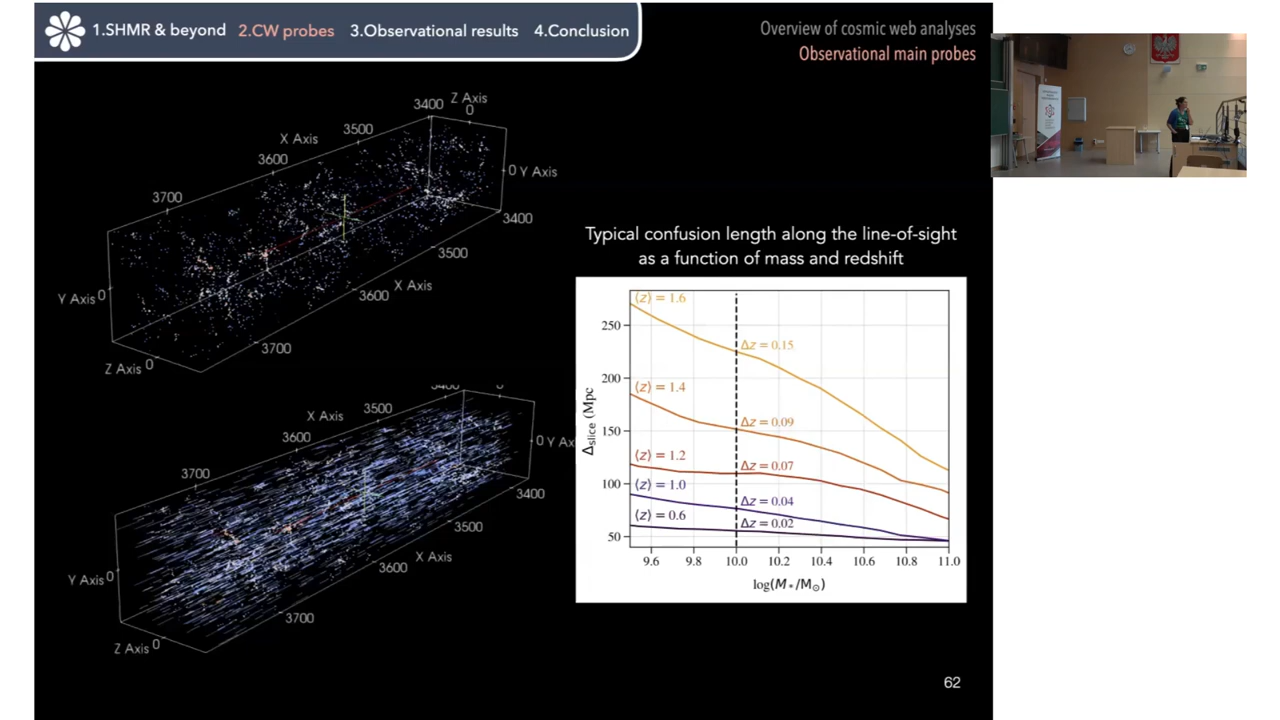 1.SHMR & beyond 2.CW probes 3.Observational results 4.Conclusion
Overview of cosmic web analyses
Observational main probes
3400 Z Axis
0
X Axis 3500
3600
0 Y Axis
3700
3400
3500
X Axis
Y Axis 0
3600
3700
Z Axis 0
Typical confusion length along the line-of-sight
as a function of mass and redshift
⟨z⟩ = 1.6
250
Δz = 0.15
200
⟨z⟩ = 1.4
Δz = 0.09
150
⟨z⟩ = 1.2
Δz = 0.07
100
⟨z⟩ = 1.0
Δz = 0.04
⟨z⟩ = 0.6
Δz = 0.02
50
Δslice (Mpc
9.6 9.8 10.0 10.2 10.4 10.6 10.8 11.0
log(M*/M⊙)
3400 0
X Axis 3500
3600
0 Y Ax
3700
3400
3500
X Axis
Y Axis 0
3600
3700
Z Axis 0
62